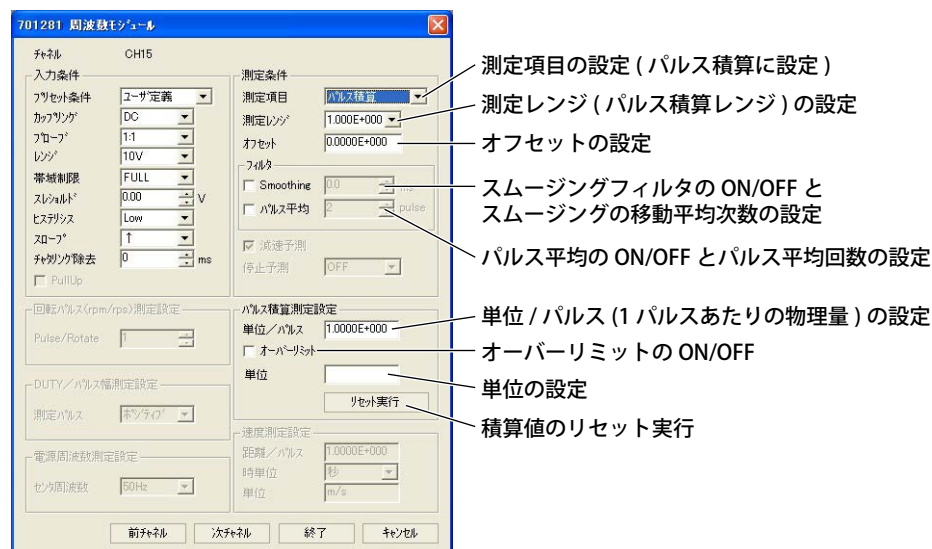 701281 周波数ﾓｼﾞｭｰﾙ
ﾁｬﾈﾙ CH15
入力条件
ﾌﾟﾘｾｯﾄ条件 ﾕｰｻﾞ定義
ｶｯﾌﾟﾘﾝｸﾞ DC
ﾌﾟﾛｰﾌﾞ 1:1
ﾚﾝｼﾞ 10V
帯域制限 FULL
ｽﾚｼｮﾙﾄﾞ 0.00 V
ﾋｽﾃﾘｼｽ Low
ｽﾛｰﾌﾟ ↑
ﾁｬﾀﾘﾝｸﾞ除去 0 ms
PullUp
回転ﾊﾟﾙｽ(rpm/rps)測定設定
Pulse/Rotate 1
DUTY／ﾊﾟﾙｽ幅測定設定
測定ﾊﾟﾙｽ ﾎﾟｼﾞﾃｨﾌﾞ
電源周波数測定設定
ｾﾝﾀ周波数 50Hz
測定条件
測定項目 ﾊﾟﾙｽ積算
測定ﾚﾝｼﾞ 1.000E+000
ｵﾌｾｯﾄ 0.0000E+000
ﾌｨﾙﾀ
Smoothing 0.0 ms
ﾊﾟﾙｽ平均 2 pulse
減速予測
停止予測 OFF
ﾊﾟﾙｽ積算測定設定
単位／ﾊﾟﾙｽ 1.0000E+000
ｵｰﾊﾞｰﾘﾐｯﾄ
単位
ﾘｾｯﾄ実行
速度測定設定
距離／ﾊﾟﾙｽ 1.0000E+000
時単位 秒
単位 m/s
前ﾁｬﾈﾙ 次ﾁｬﾈﾙ 終了 ｷｬﾝｾﾙ
測定項目の設定 ( パルス積算に設定 )
測定レンジ ( パルス積算レンジ ) の設定
オフセットの設定
スムージングフィルタの ON/OFF と
スムージングの移動平均次数の設定
パルス平均の ON/OFF とパルス平均回数の設定
単位 / パルス (1 パルスあたりの物理量 ) の設定
オーバーリミットの ON/OFF
単位の設定
積算値のリセット実行